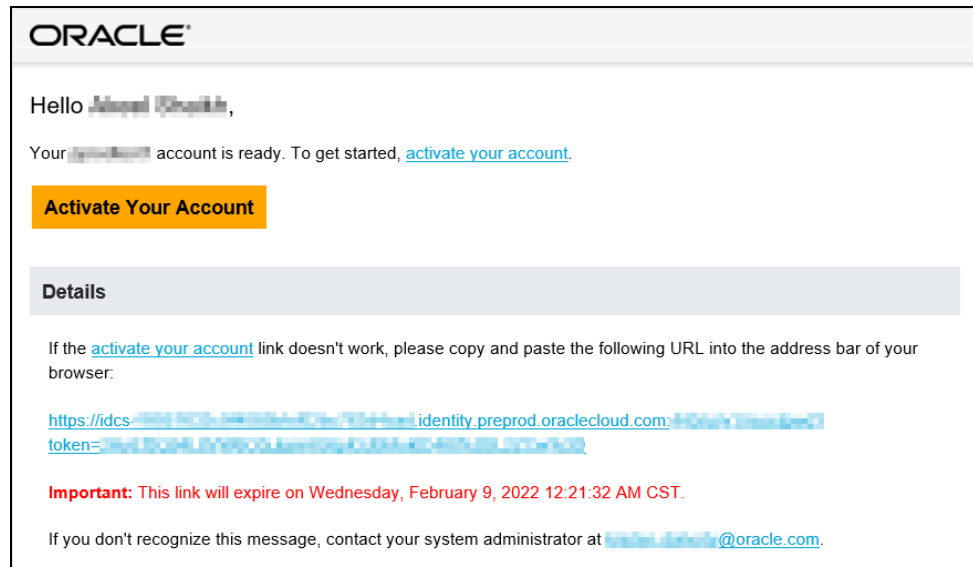 ORACLE
Hello ,
Your account is ready. To get started, activate your account.
Activate Your Account
Details
If the activate your account link doesn't work, please copy and paste the following URL into the address bar of your
browser:
https://idcs- .identity.preprod.oraclecloud.com:
token=
Important: This link will expire on Wednesday, February 9, 2022 12:21:32 AM CST.
If you don't recognize this message, contact your system administrator at @oracle.com.